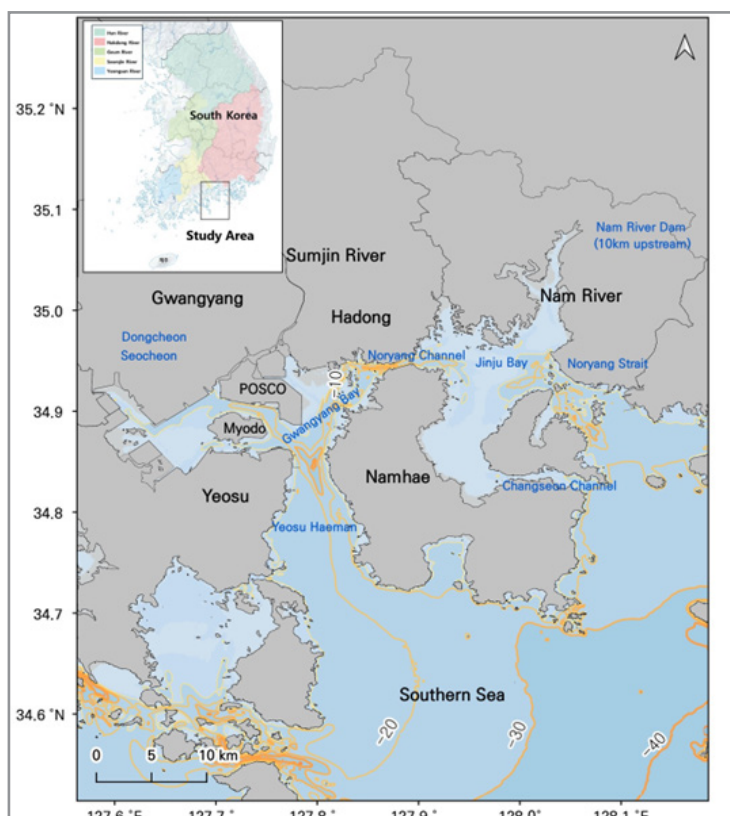 Han River
Nakdong River
Geum River
Seomjin River
Yeongsan River
South Korea
Study Area
35.2 °N
35.1 °N
35.0 °N
34.9 °N
34.8 °N
34.7 °N
34.6 °N
Nam River Dam
(10km upstream)
Sumjin River
Gwangyang
Nam River
Hadong
Dongcheon
Seocheon
Noryang Channel
Jinju Bay
Noryang Strait
POSCO
-10
Gwangyang Bay
Myodo
Namhae
Yeosu
Changseon Channel
Yeosu Haeman
Southern Sea
-20
-30
-40
0 5 10 km
127.6 °E
127.7 °E
127.8 °E
127.9 °E
128.0 °E
128.1 °E